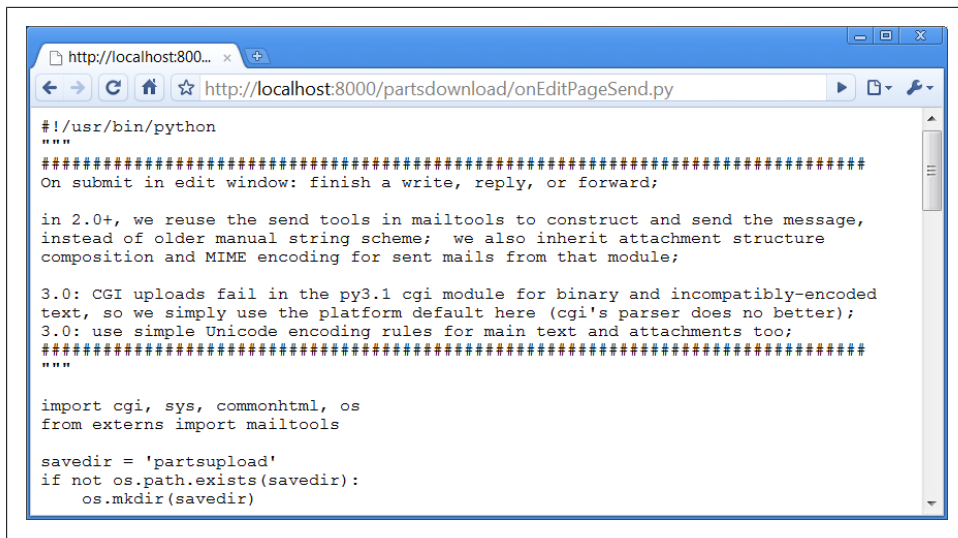 http://localhost:800...
http://localhost:8000/partsdownload/onEditPageSend.py
#!/usr/bin/python
"""
################################################################################
On submit in edit window: finish a write, reply, or forward;
in 2.0+, we reuse the send tools in mailtools to construct and send the message,
instead of older manual string scheme;  we also inherit attachment structure
composition and MIME encoding for sent mails from that module;
3.0: CGI uploads fail in the py3.1 cgi module for binary and incompatibly-encoded
text, so we simply use the platform default here (cgi's parser does no better);
3.0: use simple Unicode encoding rules for main text and attachments too;
################################################################################
"""
import cgi, sys, commonhtml, os
from externs import mailtools
savedir = 'partsupload'
if not os.path.exists(savedir):
    os.mkdir(savedir)